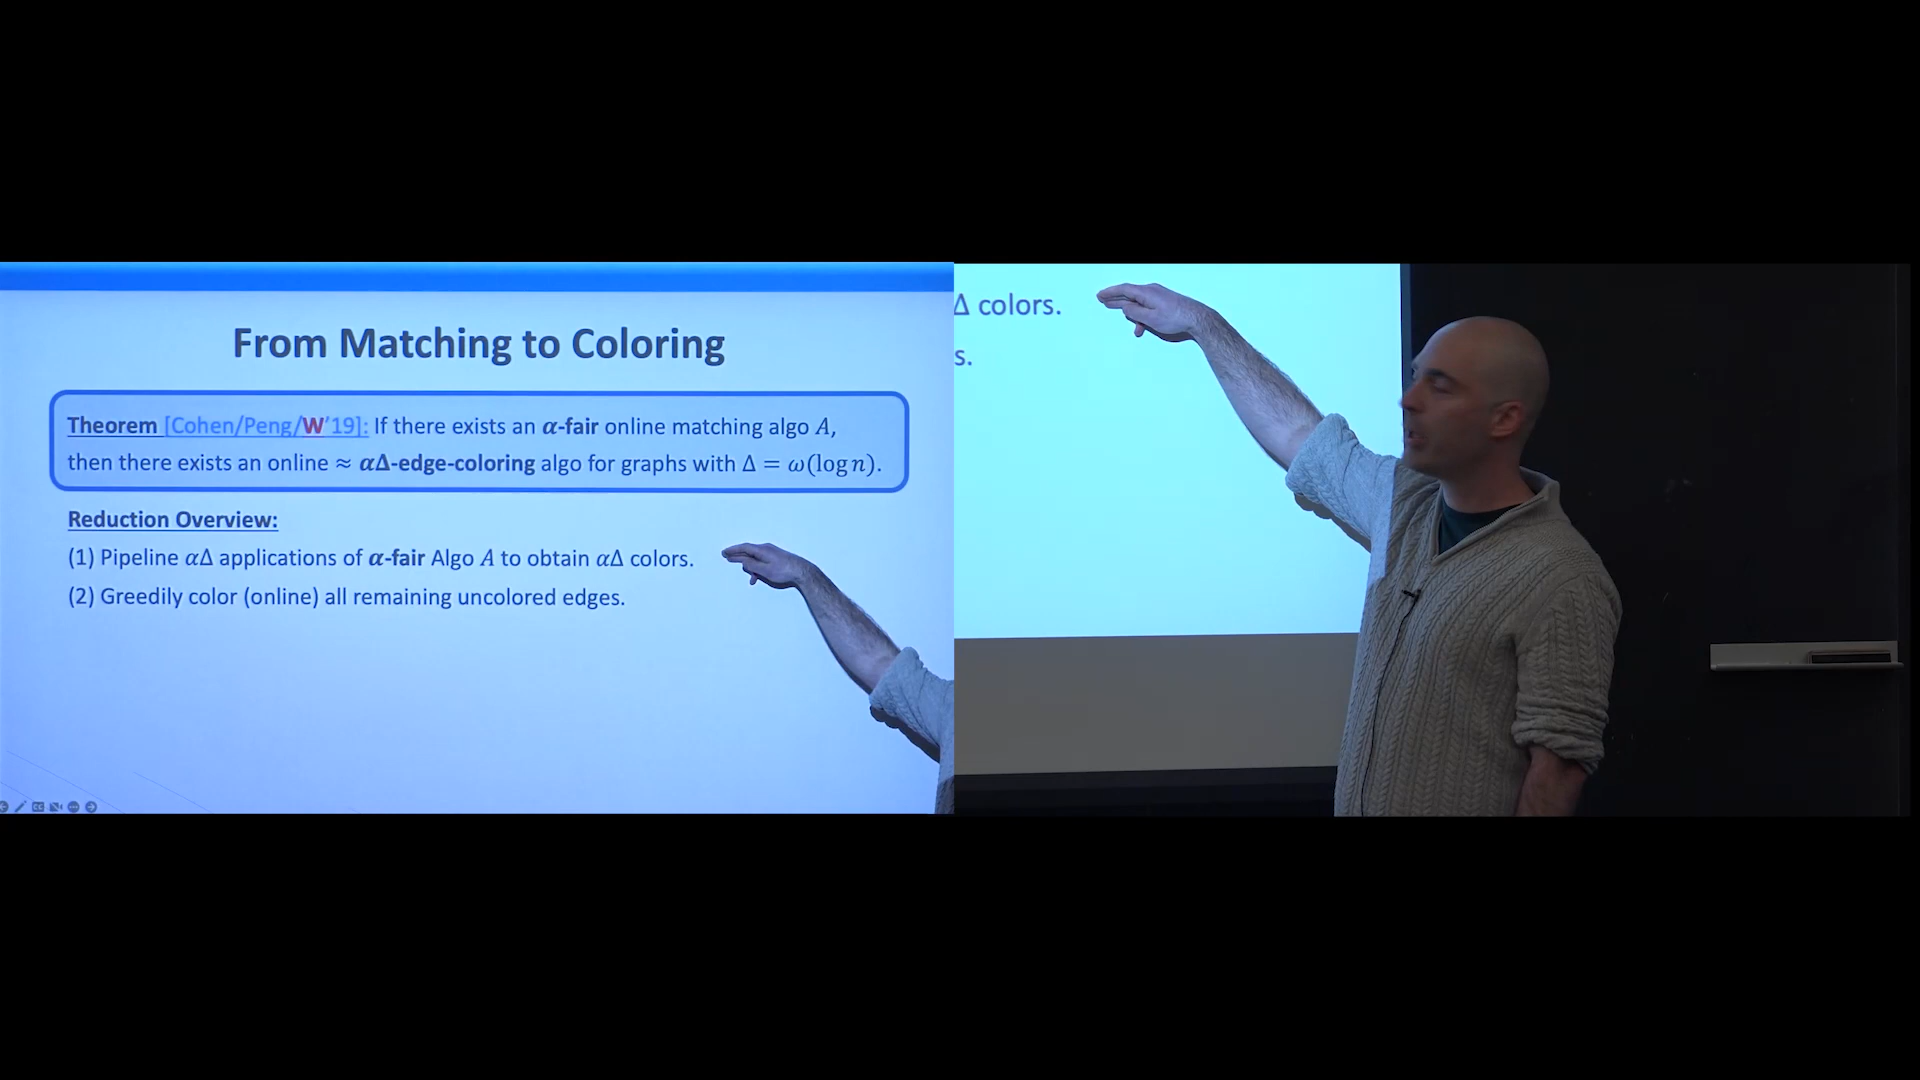 From Matching to Coloring
Theorem [Cohen/Peng/W'19]: If there exists an α-fair online matching algo A,
then there exists an online ≈ αΔ-edge-coloring algo for graphs with Δ = ω(log n).
Reduction Overview:
(1) Pipeline αΔ applications of α-fair Algo A to obtain αΔ colors.
(2) Greedily color (online) all remaining uncolored edges.
Δ colors.
s.